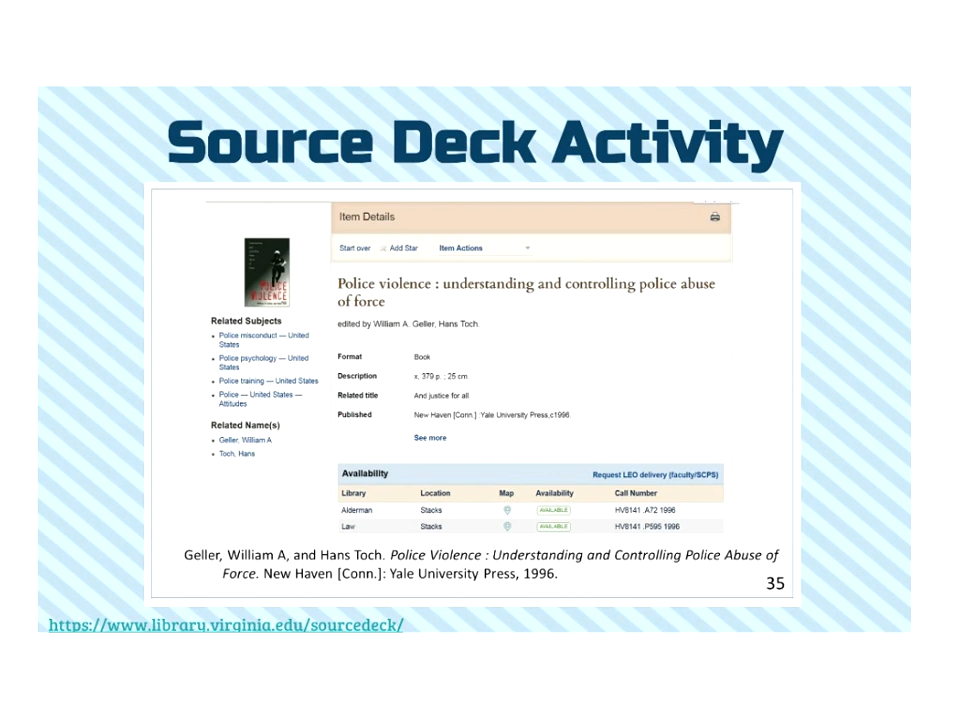 Source Deck Activity
Item Details
Start over Add Star Item Actions
POLICE
VIOLENCE
Police violence : understanding and controlling police abuse
of force
edited by William A. Geller, Hans Toch.
Related Subjects
Police misconduct — United
States
Police psychology — United
States
Police training — United States
Police — United States —
Attitudes
Related Name(s)
Geller, William A
Toch, Hans
Format Book
Description x, 379 p. ; 25 cm
Related title And justice for all
Published New Haven [Conn.] :Yale University Press,c1996.
See more
Availability Request LEO delivery (faculty/SCPS)
Library Location Map Availability Call Number
Alderman Stacks AVAILABLE HV8141 .A72 1996
Law Stacks AVAILABLE HV8141 .P595 1996
Geller, William A, and Hans Toch. Police Violence : Understanding and Controlling Police Abuse of
Force. New Haven [Conn.]: Yale University Press, 1996.
35
https://www.library.virginia.edu/sourcedeck/